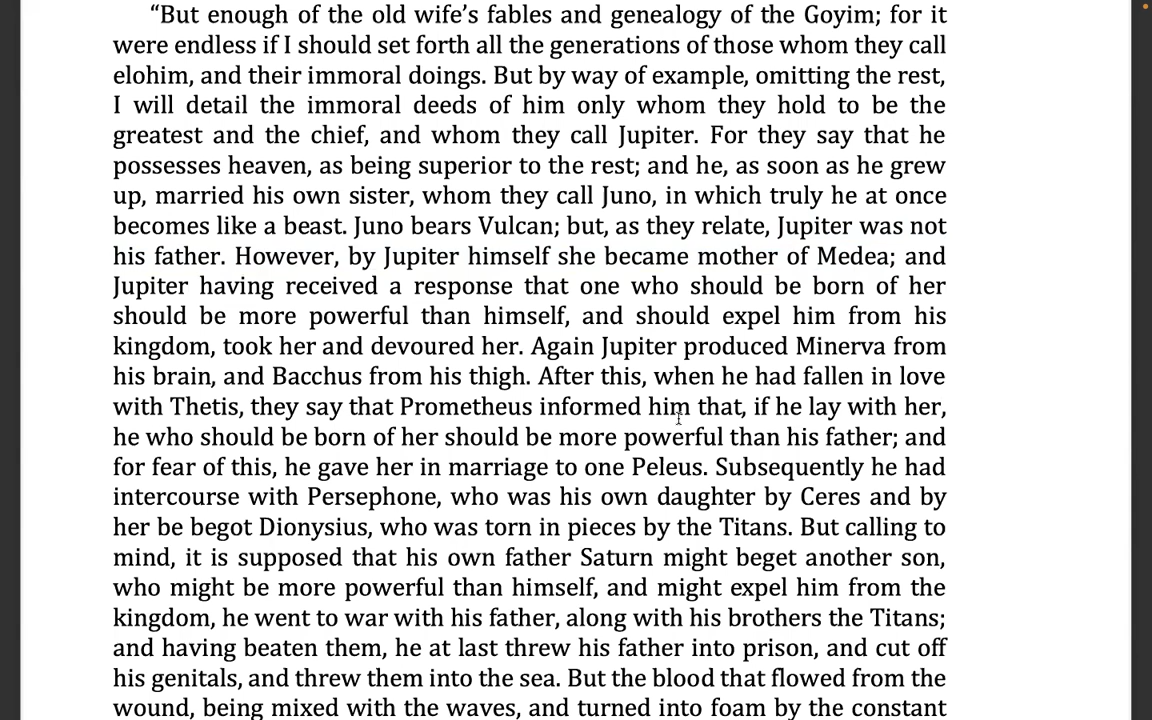 “But enough of the old wife’s fables and genealogy of the Goyim; for it
were endless if I should set forth all the generations of those whom they call
elohim, and their immoral doings. But by way of example, omitting the rest,
I will detail the immoral deeds of him only whom they hold to be the
greatest and the chief, and whom they call Jupiter. For they say that he
possesses heaven, as being superior to the rest; and he, as soon as he grew
up, married his own sister, whom they call Juno, in which truly he at once
becomes like a beast. Juno bears Vulcan; but, as they relate, Jupiter was not
his father. However, by Jupiter himself she became mother of Medea; and
Jupiter having received a response that one who should be born of her
should be more powerful than himself, and should expel him from his
kingdom, took her and devoured her. Again Jupiter produced Minerva from
his brain, and Bacchus from his thigh. After this, when he had fallen in love
with Thetis, they say that Prometheus informed him that, if he lay with her,
he who should be born of her should be more powerful than his father; and
for fear of this, he gave her in marriage to one Peleus. Subsequently he had
intercourse with Persephone, who was his own daughter by Ceres and by
her be begot Dionysius, who was torn in pieces by the Titans. But calling to
mind, it is supposed that his own father Saturn might beget another son,
who might be more powerful than himself, and might expel him from the
kingdom, he went to war with his father, along with his brothers the Titans;
and having beaten them, he at last threw his father into prison, and cut off
his genitals, and threw them into the sea. But the blood that flowed from the
wound, being mixed with the waves, and turned into foam by the constant